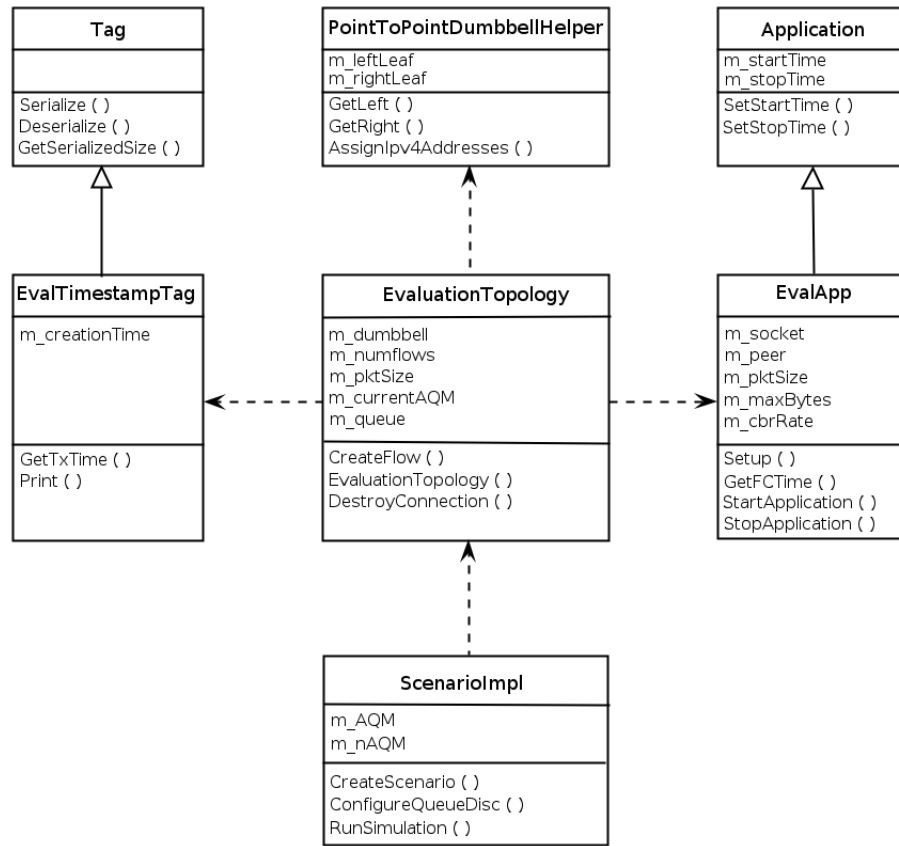 Tag
Serialize ( )
Deserialize ( )
GetSerializedSize ( )
PointToPointDumbbellHelper
m_leftLeaf
m_rightLeaf
GetLeft ( )
GetRight ( )
AssignIpv4Addresses ( )
Application
m_startTime
m_stopTime
SetStartTime ( )
SetStopTime ( )
EvalTimestampTag
m_creationTime
GetTxTime ( )
Print ( )
EvaluationTopology
m_dumbbell
m_numflows
m_pktSize
m_currentAQM
m_queue
CreateFlow ( )
EvaluationTopology ( )
DestroyConnection ( )
EvalApp
m_socket
m_peer
m_pktSize
m_maxBytes
m_cbrRate
Setup ( )
GetFCTime ( )
StartApplication ( )
StopApplication ( )
ScenarioImpl
m_AQM
m_nAQM
CreateScenario ( )
ConfigureQueueDisc ( )
RunSimulation ( )